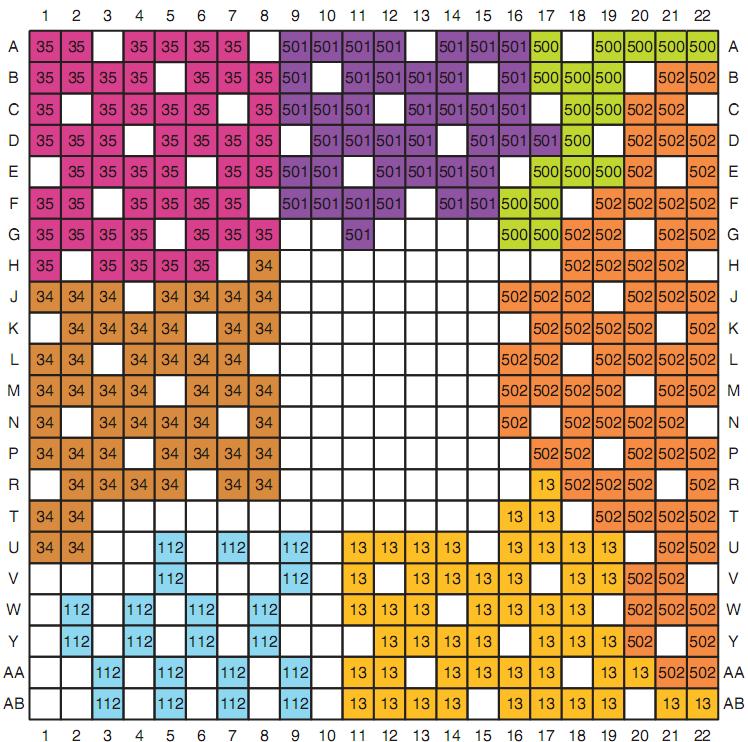 1 2 3 4 5 6 7 8 9 10 11 12 13 14 15 16 17 18 19 20 21 22
A 35 35 35 35 35 35 501 501 501 501 501 501 501 500 500 500 500 500 A
B 35 35 35 35 35 35 35 501 501 501 501 501 501 500 500 500 502 502 B
C 35 35 35 35 35 35 501 501 501 501 501 501 501 500 500 502 502 C
D 35 35 35 35 35 35 35 501 501 501 501 501 501 501 500 502 502 502 D
E 35 35 35 35 35 35 501 501 501 501 501 501 500 500 500 502 502 E
F 35 35 35 35 35 35 501 501 501 501 501 501 500 500 502 502 502 502 F
G 35 35 35 35 35 35 35 501 500 500 502 502 502 502 G
H 35 35 35 35 35 34 502 502 502 502 H
J 34 34 34 34 34 34 34 502 502 502 502 502 502 J
K 34 34 34 34 34 34 502 502 502 502 502 K
L 34 34 34 34 34 34 502 502 502 502 502 502 L
M 34 34 34 34 34 34 34 502 502 502 502 502 502 M
N 34 34 34 34 34 34 502 502 502 502 502 N
P 34 34 34 34 34 34 34 502 502 502 502 502 P
R 34 34 34 34 34 34 13 502 502 502 502 R
T 34 34 13 13 502 502 502 502 T
U 34 34 112 112 112 13 13 13 13 13 13 13 13 502 502 U
V 112 112 13 13 13 13 13 13 13 502 502 V
W 112 112 112 112 13 13 13 13 13 13 13 502 502 502 W
Y 112 112 112 112 13 13 13 13 13 13 13 502 502 Y
AA 112 112 112 112 13 13 13 13 13 13 13 13 502 502 AA
AB 112 112 112 112 13 13 13 13 13 13 13 13 13 13 AB
1 2 3 4 5 6 7 8 9 10 11 12 13 14 15 16 17 18 19 20 21 22